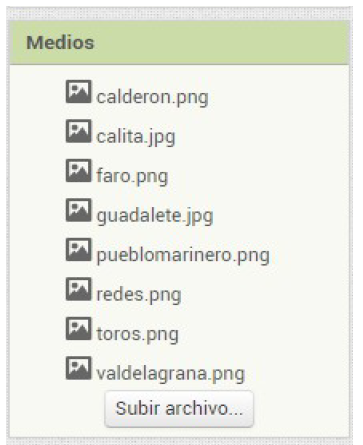 Medios
calderon.png
calita.jpg
faro.png
guadalete.jpg
pueblomarinero.png
redes.png
toros.png
valdelagrana.png
Subir archivo...